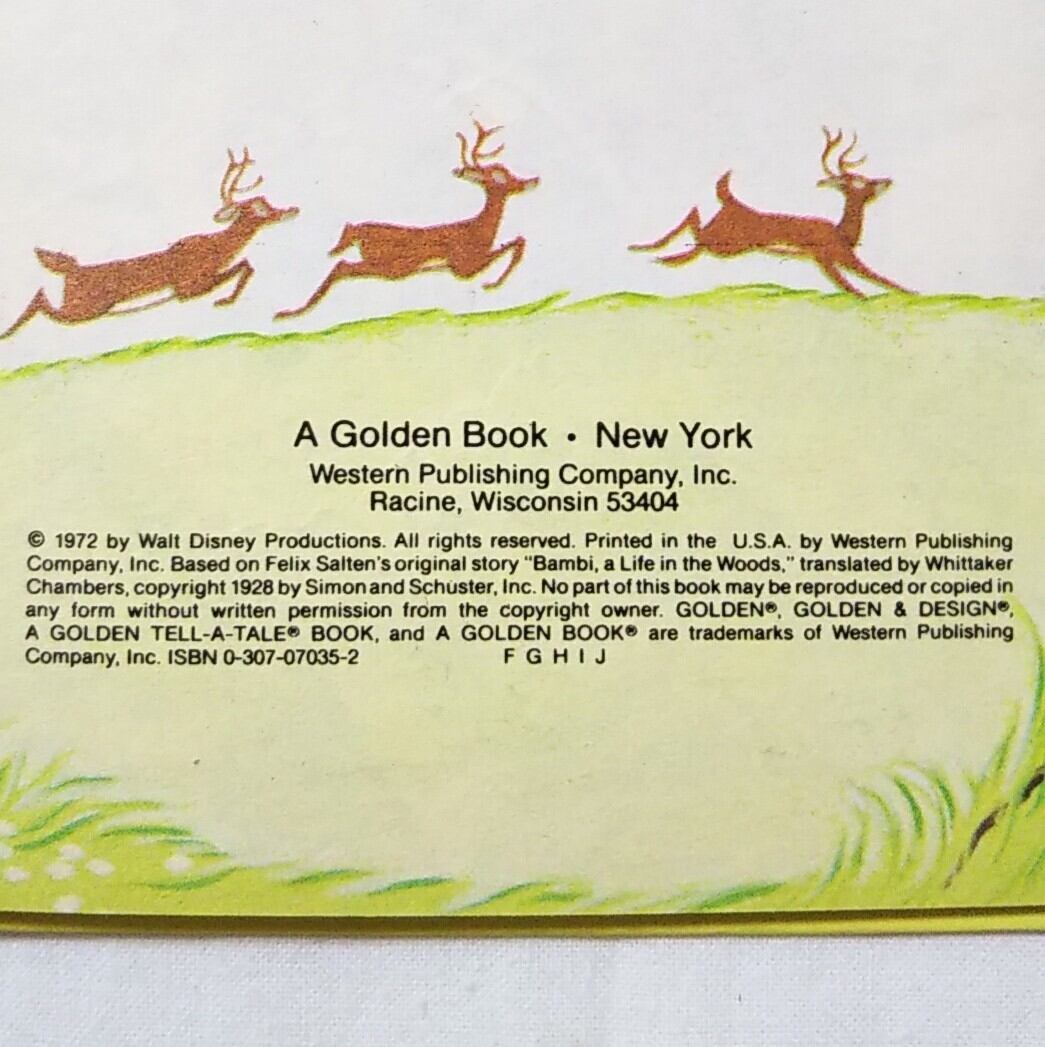 A Golden Book • New York
Western Publishing Company, Inc.
Racine, Wisconsin 53404
© 1972 by Walt Disney Productions. All rights reserved. Printed in the U.S.A. by Western Publishing
Company, Inc. Based on Felix Salten's original story "Bambi, a Life in the Woods," translated by Whittaker
Chambers, copyright 1928 by Simon and Schuster, Inc. No part of this book may be reproduced or copied in
any form without written permission from the copyright owner. GOLDEN®, GOLDEN & DESIGN®,
A GOLDEN TELL-A-TALE® BOOK, and A GOLDEN BOOK® are trademarks of Western Publishing
Company, Inc. ISBN 0-307-07035-2 F G H I J